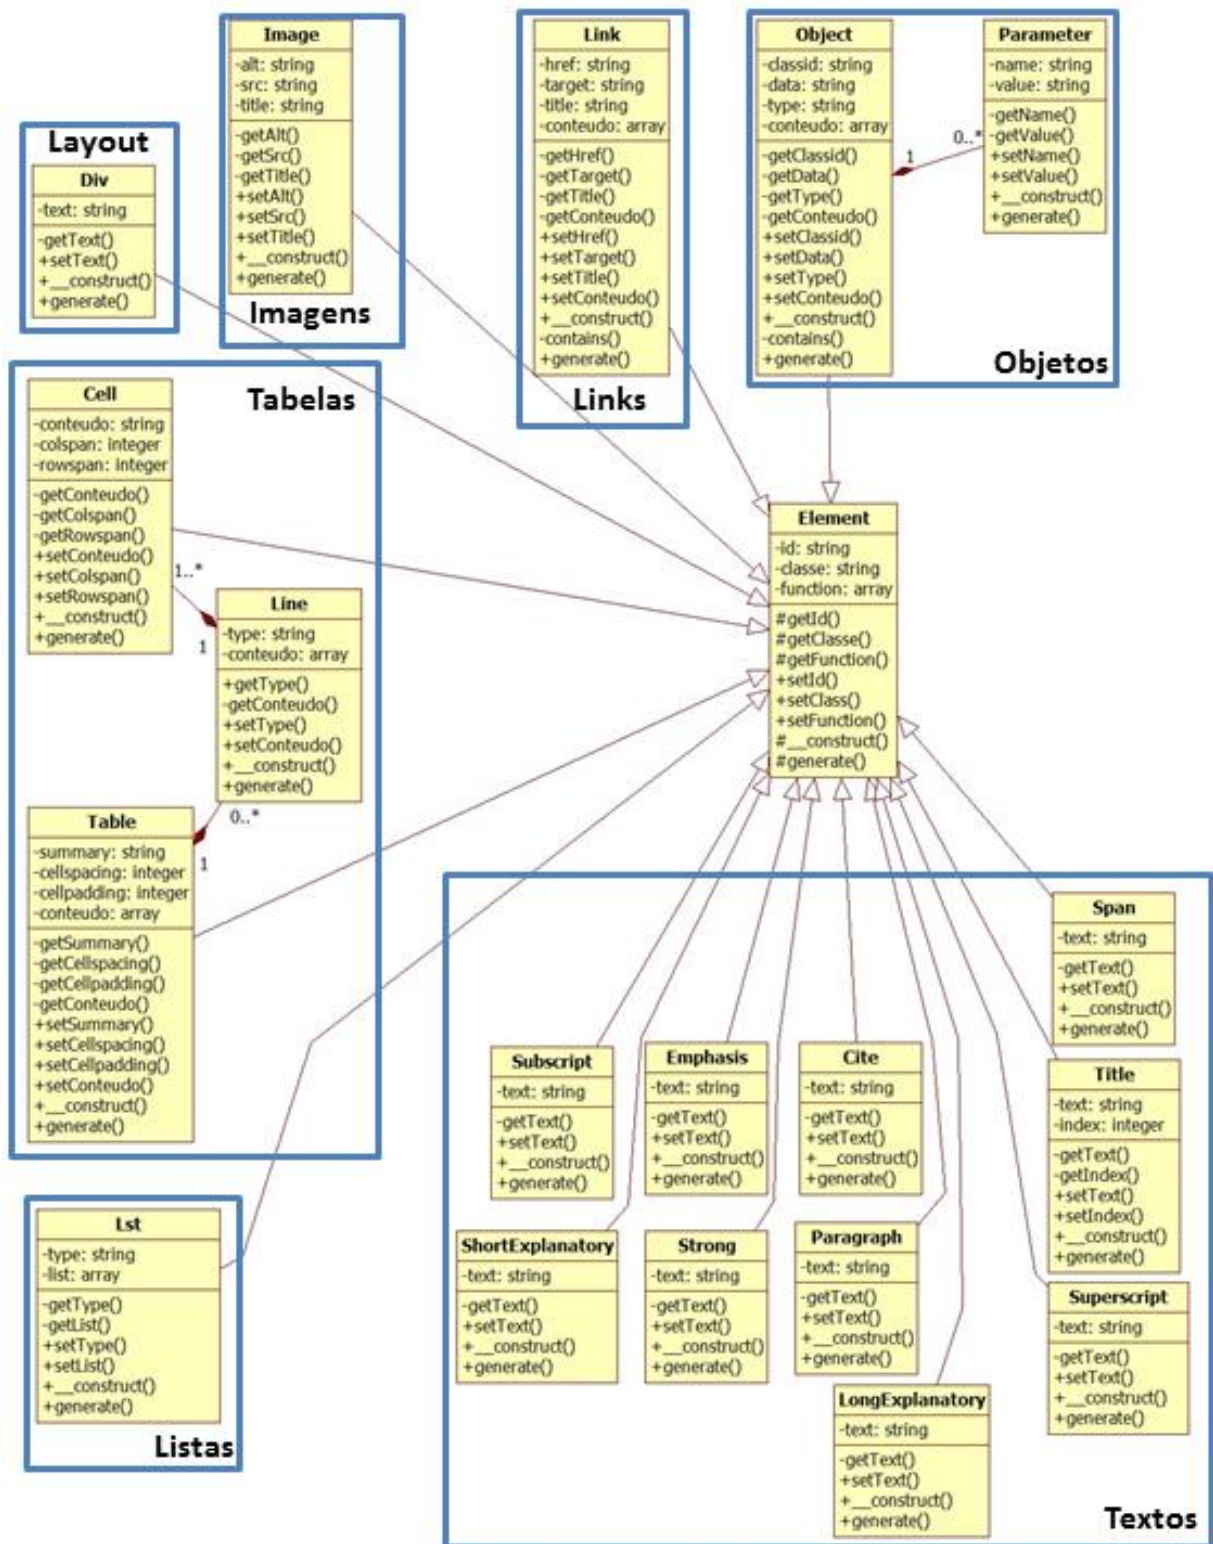 Layout
Div
-text: string
-getText()
+setText()
+__construct()
+generate()
Image
-alt: string
-src: string
-title: string
-getAlt()
-getSrc()
-getTitle()
+setAlt()
+setSrc()
+setTitle()
+__construct()
+generate()
Imagens
Link
-href: string
-target: string
-title: string
-conteudo: array
-getHref()
-getTarget()
-getTitle()
-getConteudo()
+setHref()
+setTarget()
+setTitle()
+setConteudo()
+__construct()
-contains()
+generate()
Links
Object
-classid: string
-data: string
-type: string
-conteudo: array
-getClassid()
-getData()
-getType()
-getConteudo()
+setClassid()
+setData()
+setType()
+setConteudo()
+__construct()
-contains()
+generate()
1
0..*
Parameter
-name: string
-value: string
-getName()
-getValue()
+setName()
+setValue()
+__construct()
+generate()
Objetos
Tabelas
Cell
-conteudo: string
-colspan: integer
-rowspan: integer
-getConteudo()
-getColspan()
-getRowspan()
+setConteudo()
+setColspan()
+setRowspan()
+__construct()
+generate()
1..*
1
Line
-type: string
-conteudo: array
+getType()
-getConteudo()
+setType()
+setConteudo()
+__construct()
+generate()
0..*
1
Table
-summary: string
-cellspacing: integer
-cellpadding: integer
-conteudo: array
-getSummary()
-getCellspacing()
-getCellpadding()
-getConteudo()
+setSummary()
+setCellspacing()
+setCellpadding()
+setConteudo()
+__construct()
+generate()
Element
-id: string
-classe: string
-function: array
#getId()
#getClasse()
#getFunction()
+setId()
+setClass()
+setFunction()
#__construct()
#generate()
Lst
-type: string
-list: array
-getType()
-getList()
+setType()
+setList()
+__construct()
+generate()
Listas
Span
-text: string
-getText()
+setText()
+__construct()
+generate()
Subscript
-text: string
-getText()
+setText()
+__construct()
+generate()
Emphasis
-text: string
-getText()
+setText()
+__construct()
+generate()
Cite
-text: string
-getText()
+setText()
+__construct()
+generate()
Title
-text: string
-index: integer
-getText()
-getIndex()
+setText()
+setIndex()
+__construct()
+generate()
ShortExplanatory
-text: string
-getText()
+setText()
+__construct()
+generate()
Strong
-text: string
-getText()
+setText()
+__construct()
+generate()
Paragraph
-text: string
-getText()
+setText()
+__construct()
+generate()
Superscript
-text: string
-getText()
+setText()
+__construct()
+generate()
LongExplanatory
-text: string
-getText()
+setText()
+__construct()
+generate()
Textos